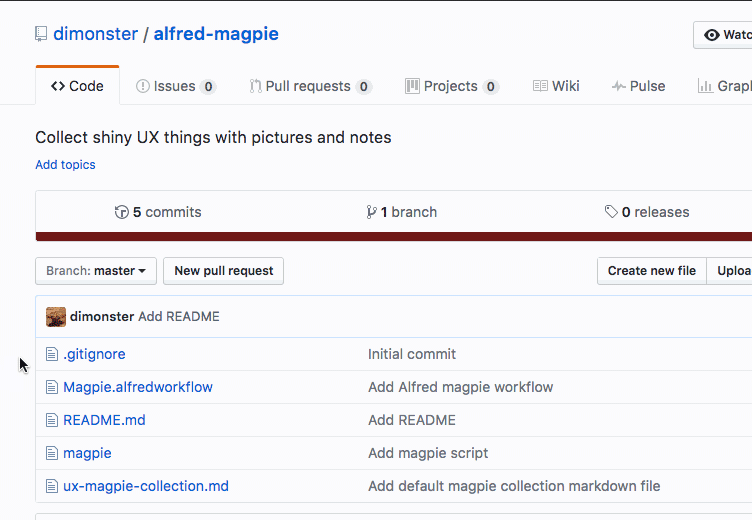 dimonster / alfred-magpie
Watc
Code Issues 0 Pull requests 0 Projects 0 Wiki Pulse Grap
Collect shiny UX things with pictures and notes
Add topics
5 commits 1 branch 0 releases
Branch: master New pull request Create new file Uploa
dimonster Add README
.gitignore Initial commit
Magpie.alfredworkflow Add Alfred magpie workflow
README.md Add README
magpie Add magpie script
ux-magpie-collection.md Add default magpie collection markdown file